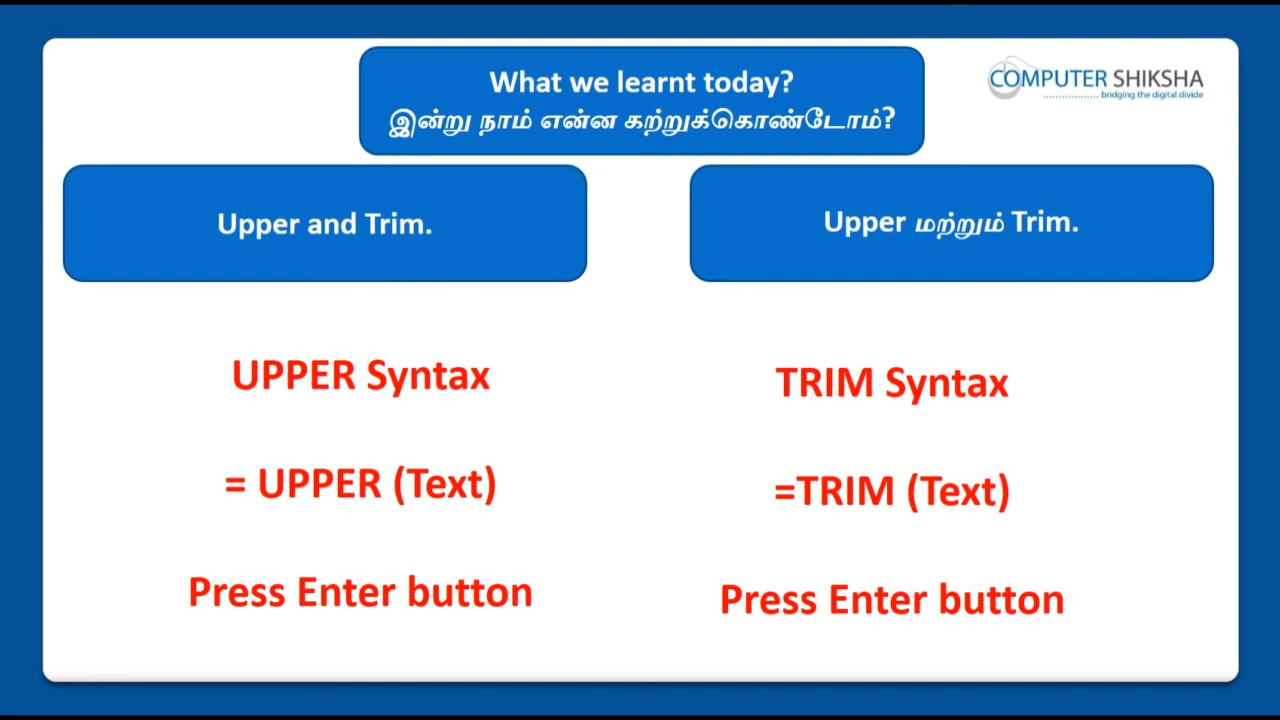 What we learnt today?
இன்று நாம் என்ன கற்றுக்கொண்டோம்?
COMPUTER SHIKSHA
bridging the digital divide
Upper and Trim.
Upper மற்றும் Trim.
UPPER Syntax
= UPPER (Text)
Press Enter button
TRIM Syntax
=TRIM (Text)
Press Enter button